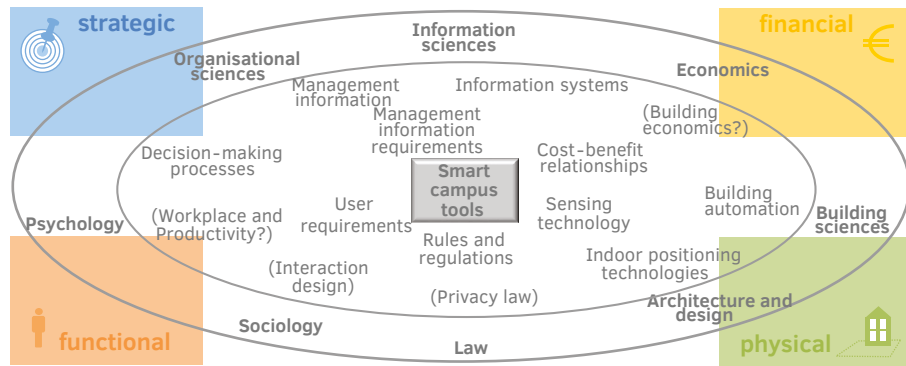 strategic
Information
sciences
financial
€
Organisational
sciences
Economics
Management
information
Information systems
Management
information
requirements
(Building
economics?)
Decision-making
processes
Cost-benefit
relationships
Smart
campus
tools
Psychology
(Workplace and
Productivity?)
User
requirements
Sensing
technology
Building
automation
Building
sciences
Rules and
regulations
(Interaction
design)
Indoor positioning
technologies
(Privacy law)
Architecture and
design
Sociology
Law
functional
physical